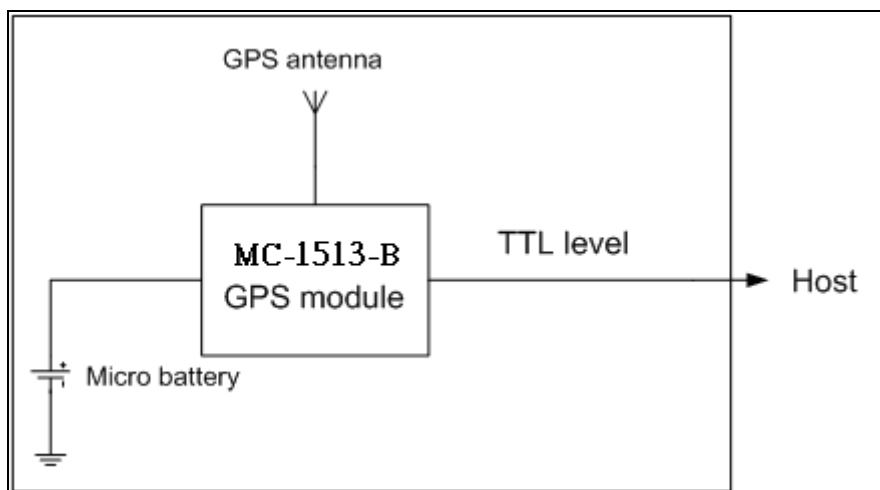 GPS antenna
MC-1513-B
GPS module
TTL level
Host
Micro battery